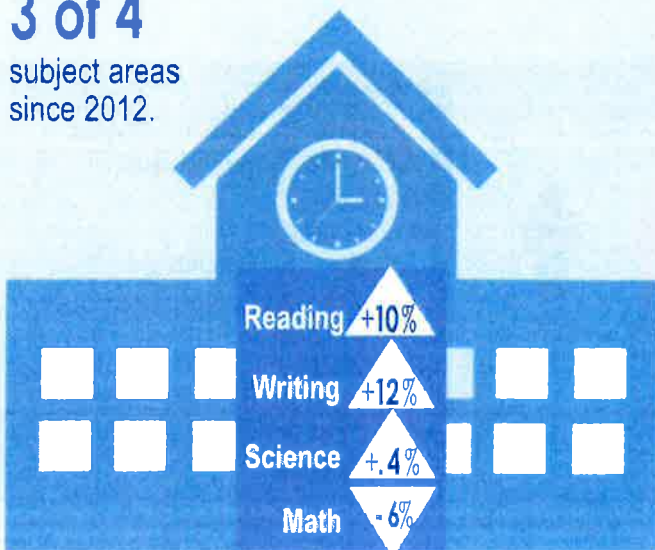 3 of 4
subject areas
since 2012.
Reading +10%
Writing +12%
Science +.4%
Math -6%